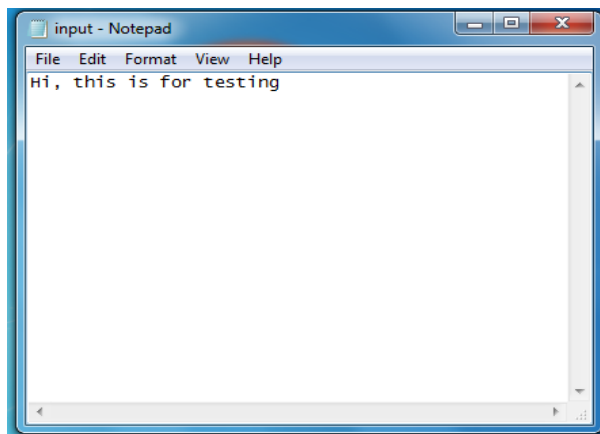 input - Notepad
File Edit Format View Help
Hi, this is for testing